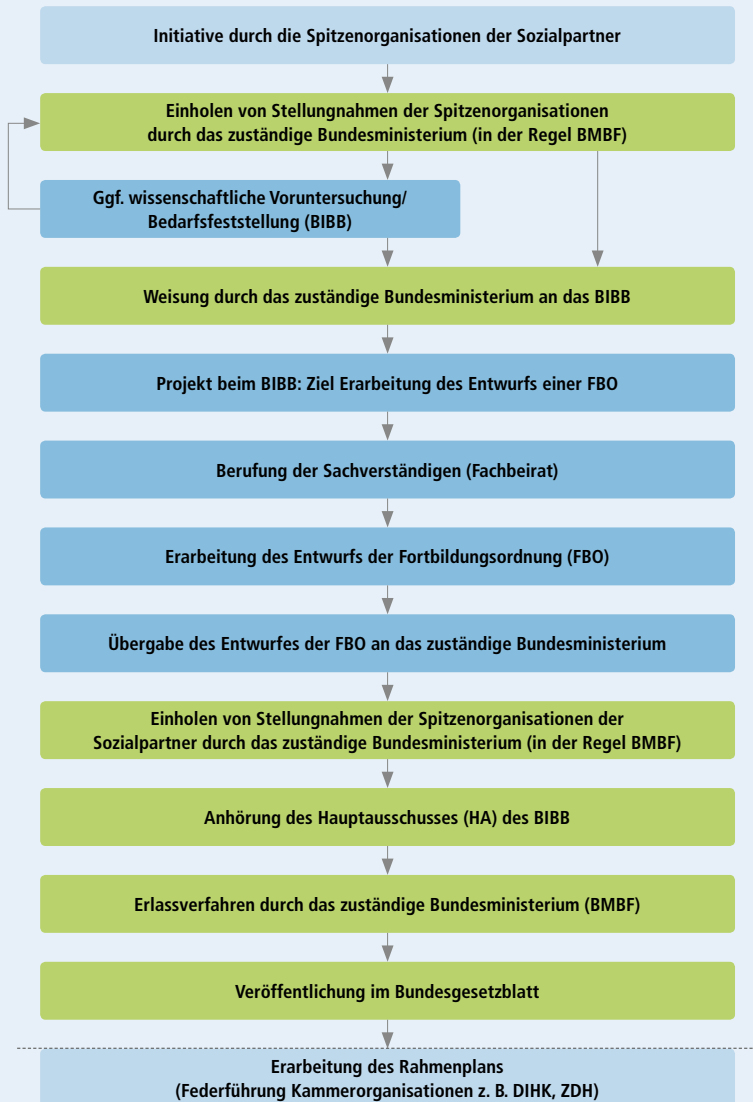 Initiative durch die Spitzenorganisationen der Sozialpartner
Einholen von Stellungnahmen der Spitzenorganisationen
durch das zuständige Bundesministerium (in der Regel BMBF)
Ggf. wissenschaftliche Voruntersuchung/
Bedarfsfeststellung (BIBB)
Weisung durch das zuständige Bundesministerium an das BIBB
Projekt beim BIBB: Ziel Erarbeitung des Entwurfs einer FBO
Berufung der Sachverständigen (Fachbeirat)
Erarbeitung des Entwurfs der Fortbildungsordnung (FBO)
Übergabe des Entwurfes der FBO an das zuständige Bundesministerium
Einholen von Stellungnahmen der Spitzenorganisationen der
Sozialpartner durch das zuständige Bundesministerium (in der Regel BMBF)
Anhörung des Hauptausschusses (HA) des BIBB
Erlassverfahren durch das zuständige Bundesministerium (BMBF)
Veröffentlichung im Bundesgesetzblatt
Erarbeitung des Rahmenplans
(Federführung Kammerorganisationen z. B. DIHK, ZDH)